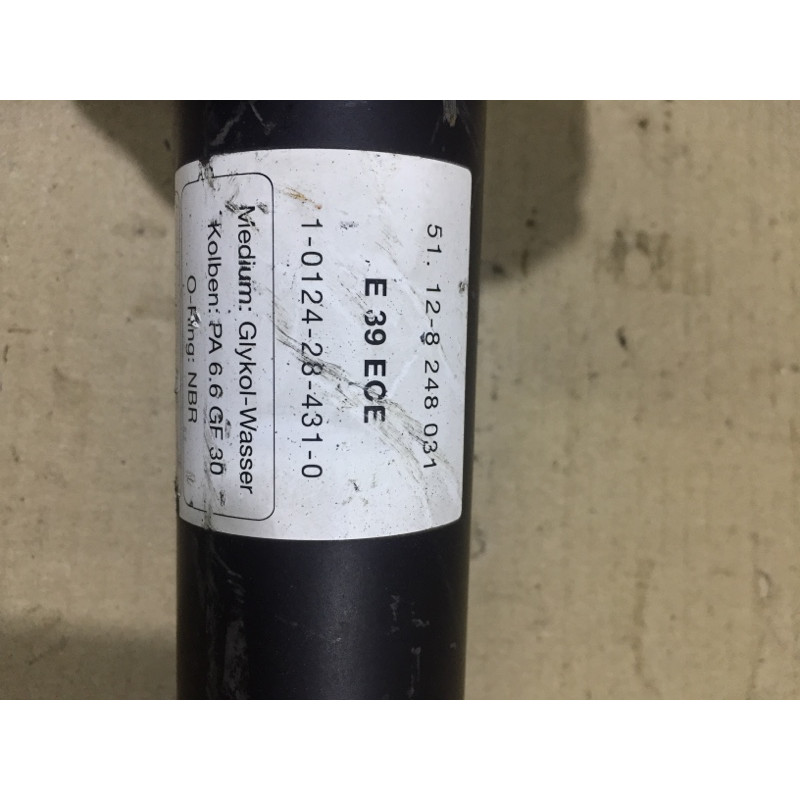 51. 12-8 248 031
E 39 ECE
1-0124-28-431-0
Medium: Glykol-Wasser
Kolben: PA 6.6 GF 30
O-Ring: NBR